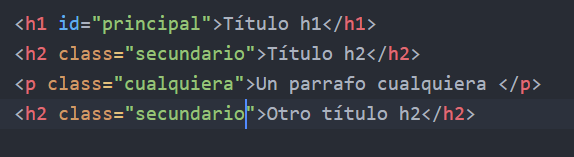 <h1 id="principal">Título h1</h1>
<h2 class="secundario">Título h2</h2>
<p class="cualquiera">Un parrafo cualquiera </p>
<h2 class="secundario">Otro título h2</h2>